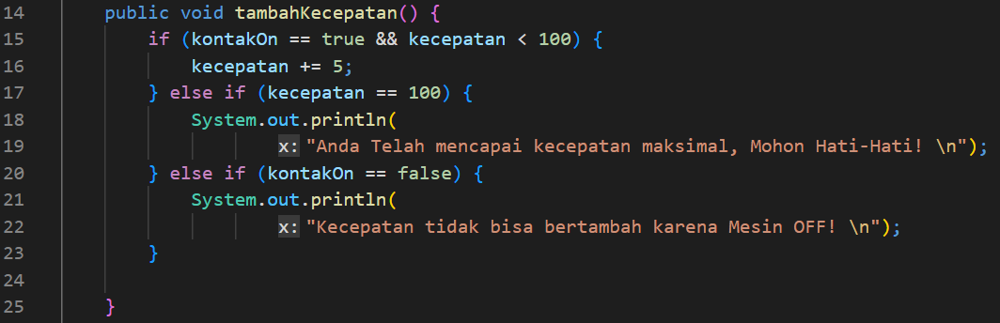 14 public void tambahKecepatan() {
15 if (kontakOn == true && kecepatan < 100) {
16 kecepatan += 5;
17 } else if (kecepatan == 100) {
18 System.out.println(
19 x: "Anda Telah mencapai kecepatan maksimal, Mohon Hati-Hati! \n");
20 } else if (kontakOn == false) {
21 System.out.println(
22 x: "Kecepatan tidak bisa bertambah karena Mesin OFF! \n");
23 }
24
25 }